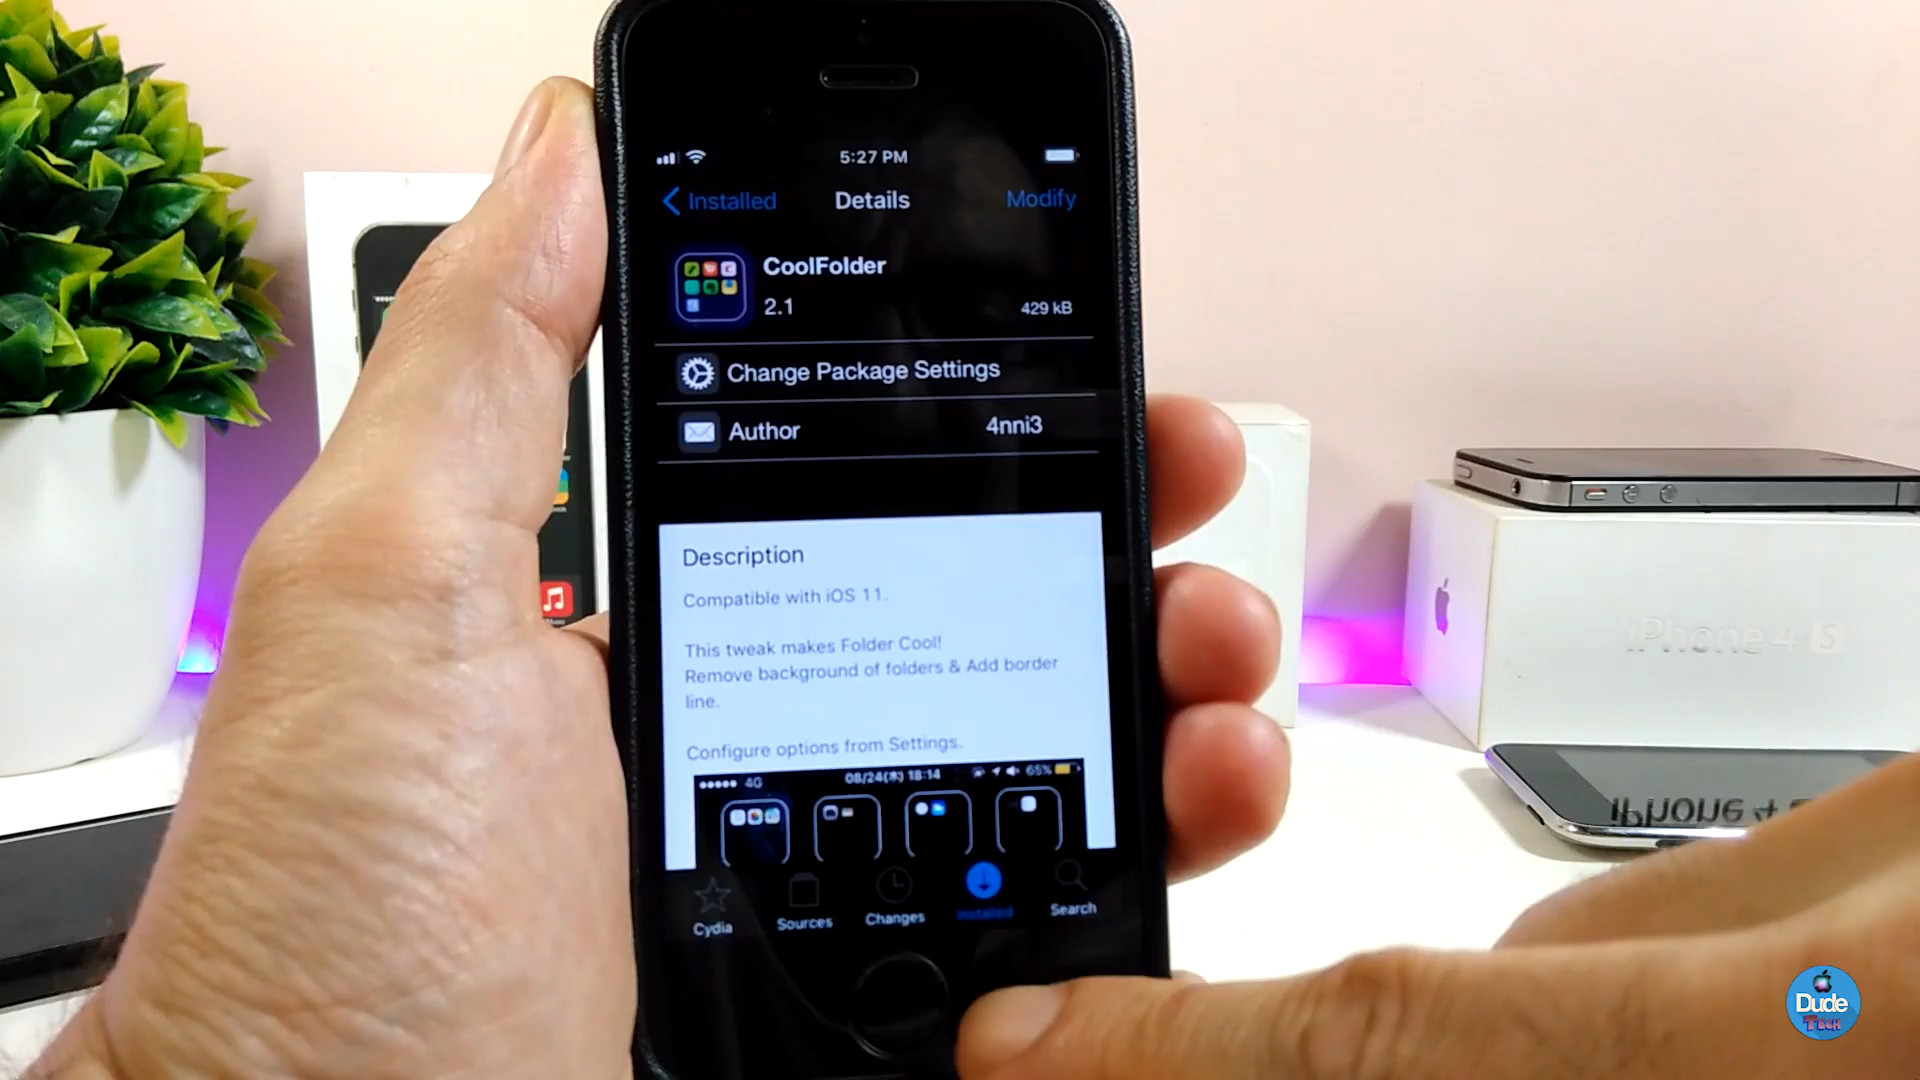 5:27 PM
Installed
Details
Modify
CoolFolder
2.1
429 kB
Change Package Settings
Author
4nni3
Description
Compatible with iOS 11.
This tweak makes Folder Cool!
Remove background of folders & Add border
line.
Configure options from Settings.
4G
08/24(木) 18:14
65%
Cydia
Sources
Changes
Installed
Search
iPhone 4 S
iPhone 4
Dude
Tech